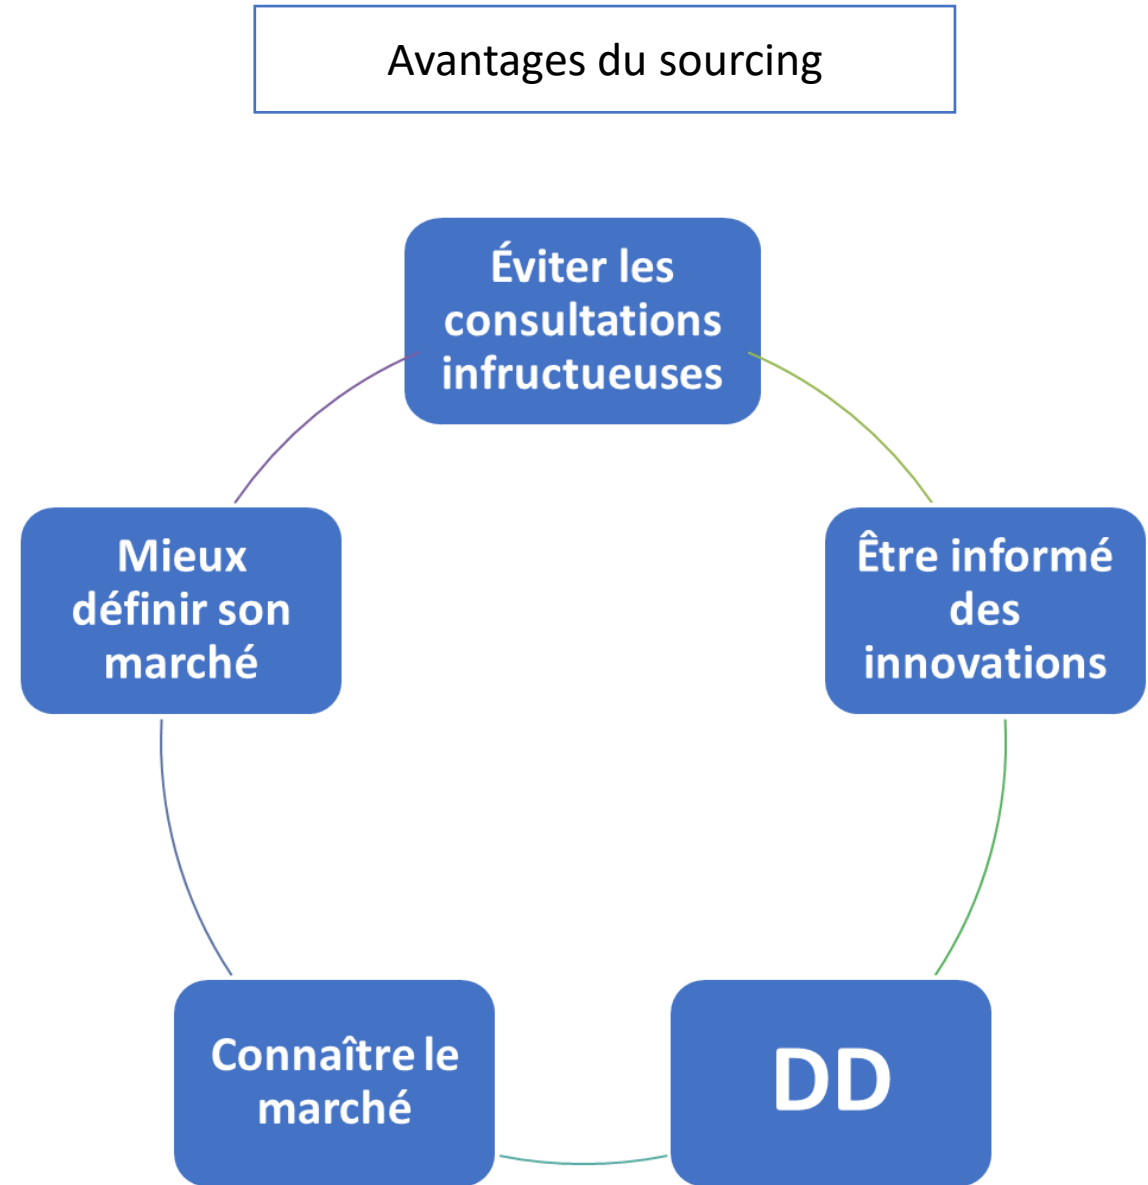 Avantages du sourcing
Éviter les
consultations
infructueuses
Mieux
définir son
marché
Être informé
des
innovations
Connaître le
marché
DD